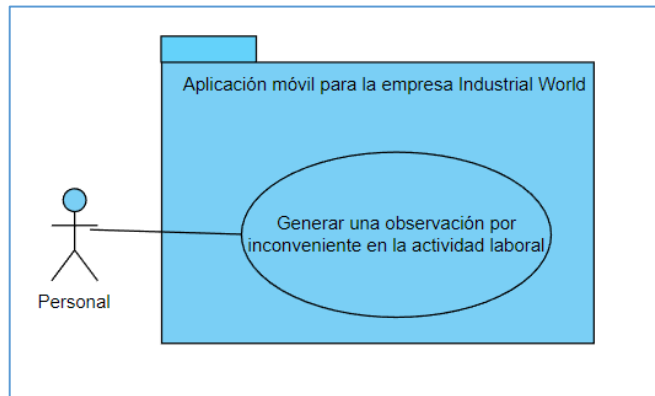 Aplicación móvil para la empresa Industrial World
Generar una observación por
inconveniente en la actividad laboral
Personal